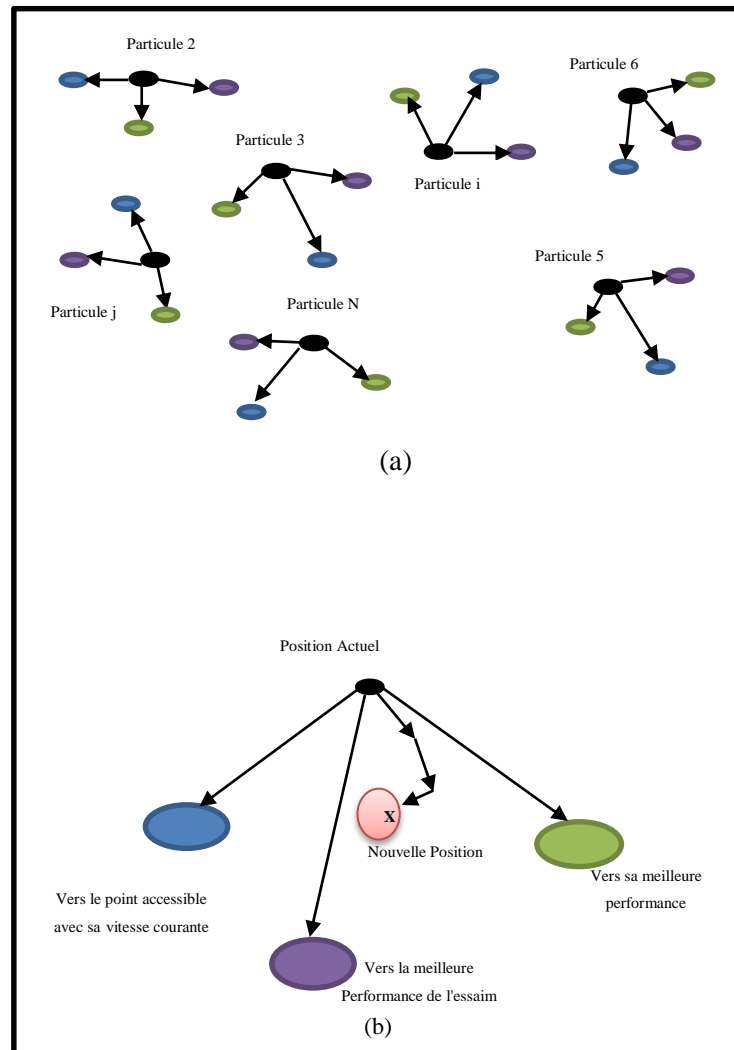 Particule 2
Particule 6
Particule 3
Particule i
Particule 5
Particule j
Particule N
(a)
Position Actuel
x
Nouvelle Position
Vers sa meilleure
performance
Vers le point accessible
avec sa vitesse courante
Vers la meilleure
Performance de l'essaim
(b)